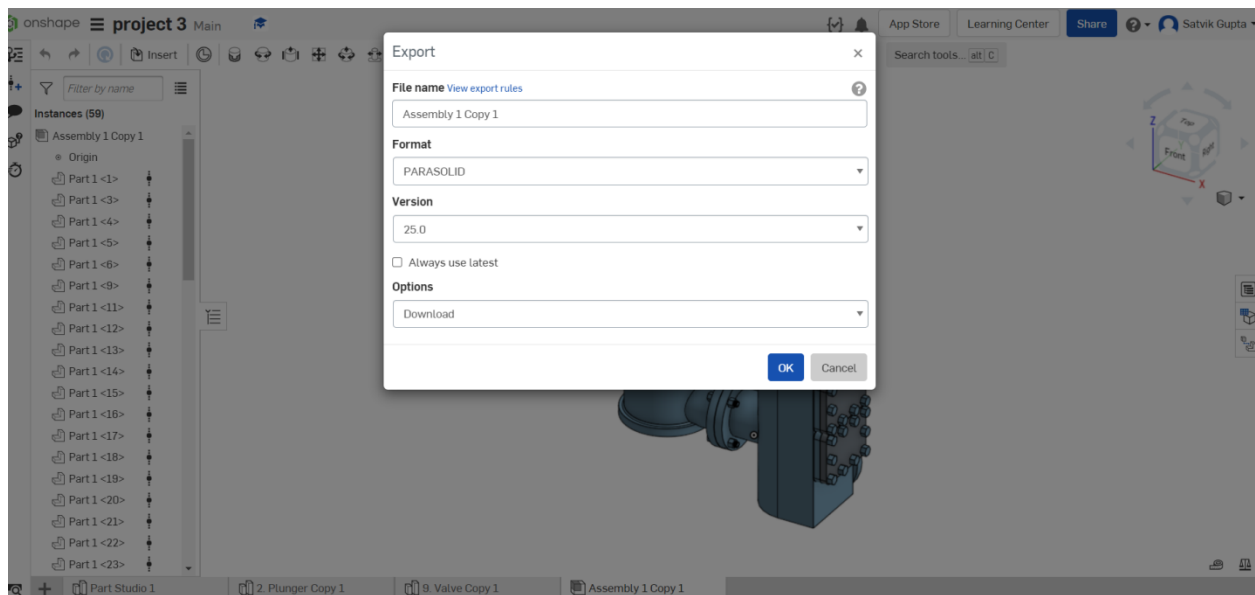 onshape project 3 Main
App Store Learning Center Share Satvik Gupta
Insert
Search tools... alt C
Export
File name View export rules
Assembly 1 Copy 1
Format
PARASOLID
Version
25.0
Always use latest
Options
Download
OK Cancel
Filter by name
Instances (59)
Assembly 1 Copy 1
Origin
Part 1 <1>
Part 1 <3>
Part 1 <4>
Part 1 <5>
Part 1 <6>
Part 1 <9>
Part 1 <11>
Part 1 <12>
Part 1 <13>
Part 1 <14>
Part 1 <15>
Part 1 <16>
Part 1 <17>
Part 1 <18>
Part 1 <19>
Part 1 <20>
Part 1 <21>
Part 1 <22>
Part 1 <23>
Z
Top
Front
Right
X
Part Studio 1 2. Plunger Copy 1 9. Valve Copy 1 Assembly 1 Copy 1